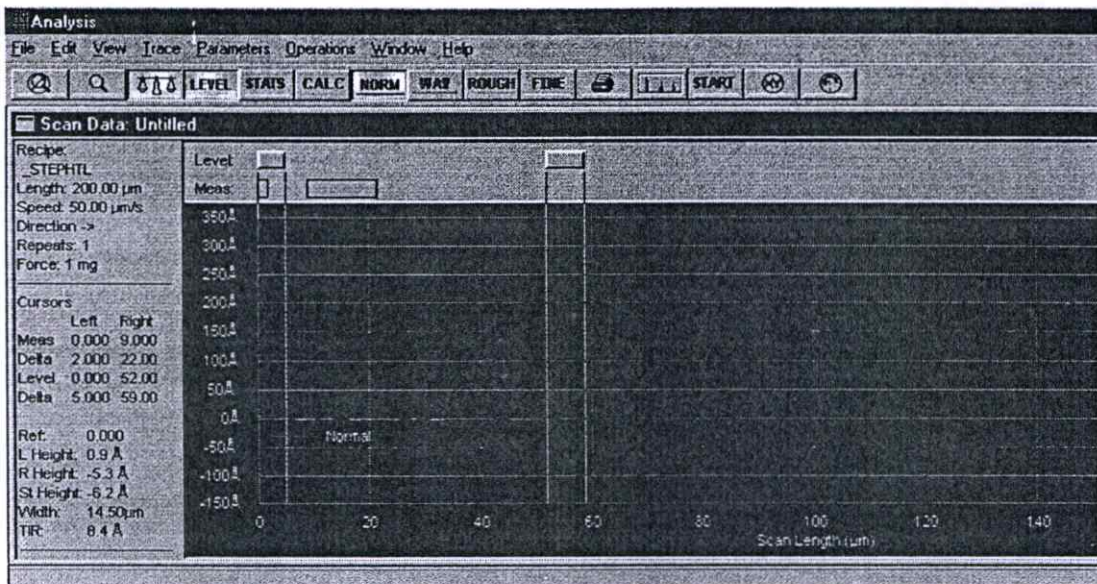 Analysis
File Edit View Trace Parameters Operations Window Help
LEVEL STATS CALC NORM WAV ROUGH FINE START
Scan Data: Untitled
Recipe:
_STEPHTL
Length: 200.00 µm
Speed: 50.00 µm/s
Direction ->
Repeats: 1
Force: 1 mg
Cursors
Left Right
Meas 0.000 9.000
Delta 2.000 22.00
Level 0.000 52.00
Delta 5.000 59.00
Ref: 0.000
L Height: 0.9 Å
R Height: -5.3 Å
St Height: -6.2 Å
Width: 14.50µm
TIR: 8.4 Å
Level:
Meas:
350Å
300Å
250Å
200Å
150Å
100Å
50Å
0Å
-50Å
-100Å
-150Å
Normal
0 20 40 60 80 100 120 140
Scan Length (µm)